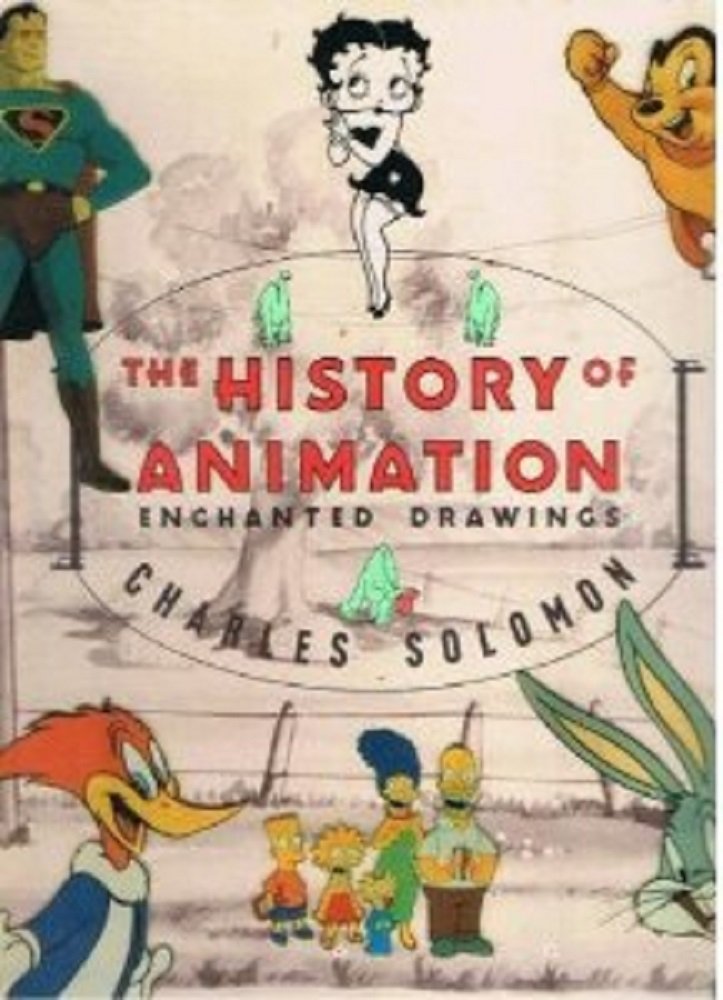 THE HISTORY OF
ANIMATION
ENCHANTED DRAWINGS
CHARLES SOLOMON